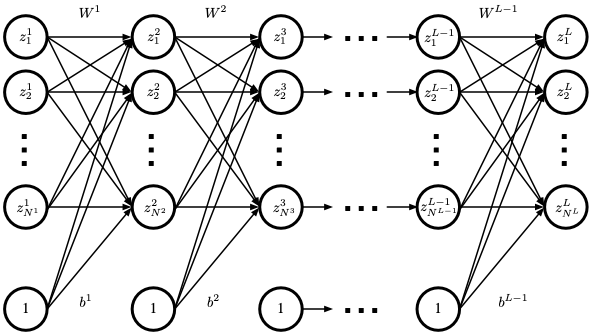 W^1 W^2 W^{L-1}
z_1^1 z_1^2 z_1^3 ... z_1^{L-1} z_1^L
z_2^1 z_2^2 z_2^3 ... z_2^{L-1} z_2^L
z_{N^1}^1 z_{N^2}^2 z_{N^3}^3 ... z_{N^{L-1}}^{L-1} z_{N^L}^L
1 b^1 1 b^2 1 ... 1 b^{L-1}